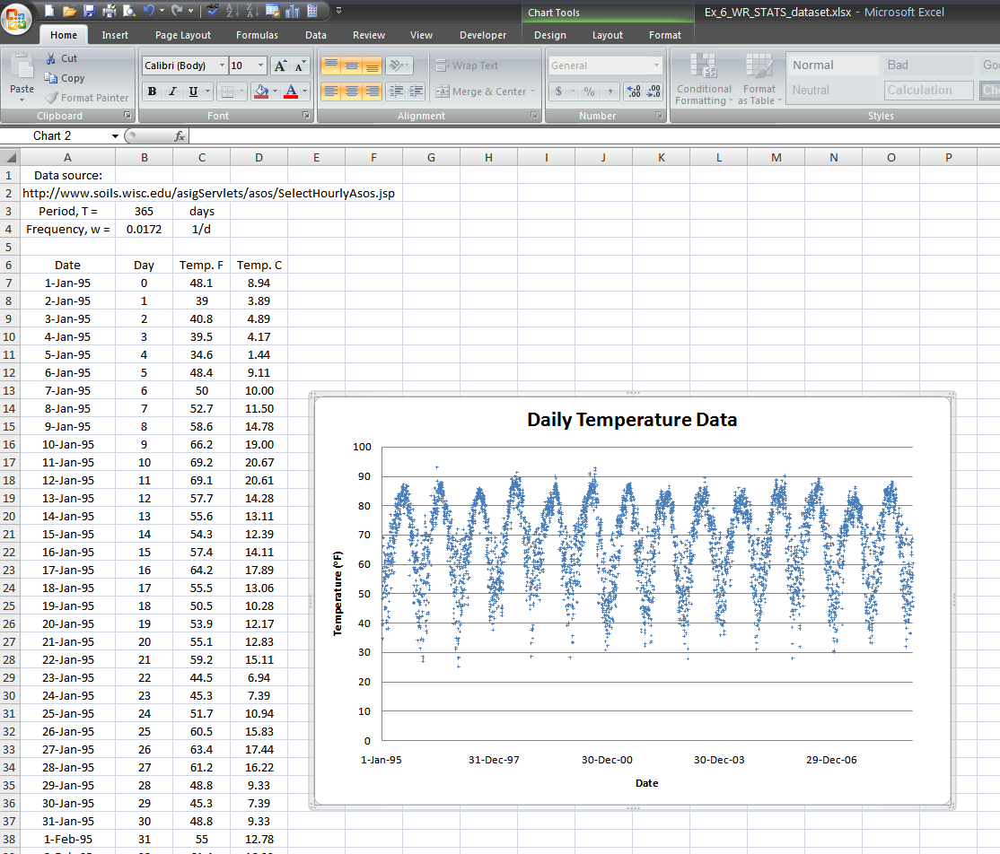 Chart Tools Ex_6_WR_STATS_dataset.xlsx - Microsoft Excel
Home Insert Page Layout Formulas Data Review View Developer Design Layout Format
Paste
Cut
Copy
Format Painter
Clipboard
Calibri (Body) 10 A A
B I U A
Font
Wrap Text
Merge & Center
Alignment
General
$ % , .00 .00
Number
Conditional Formatting
Format as Table
Normal Bad Goo
Neutral Calculation Che
Styles
Chart 2 fx
A B C D E F G H I J K L M N O P
1 Data source:
2 http://www.soils.wisc.edu/asigServlets/asos/SelectHourlyAsos.jsp
3 Period, T = 365 days
4 Frequency, w = 0.0172 1/d
5
6 Date Day Temp. F Temp. C
7 1-Jan-95 0 48.1 8.94
8 2-Jan-95 1 39 3.89
9 3-Jan-95 2 40.8 4.89
10 4-Jan-95 3 39.5 4.17
11 5-Jan-95 4 34.6 1.44
12 6-Jan-95 5 48.4 9.11
13 7-Jan-95 6 50 10.00
14 8-Jan-95 7 52.7 11.50
15 9-Jan-95 8 58.6 14.78
16 10-Jan-95 9 66.2 19.00
17 11-Jan-95 10 69.2 20.67
18 12-Jan-95 11 69.1 20.61
19 13-Jan-95 12 57.7 14.28
20 14-Jan-95 13 55.6 13.11
21 15-Jan-95 14 54.3 12.39
22 16-Jan-95 15 57.4 14.11
23 17-Jan-95 16 64.2 17.89
24 18-Jan-95 17 55.5 13.06
25 19-Jan-95 18 50.5 10.28
26 20-Jan-95 19 53.9 12.17
27 21-Jan-95 20 55.1 12.83
28 22-Jan-95 21 59.2 15.11
29 23-Jan-95 22 44.5 6.94
30 24-Jan-95 23 45.3 7.39
31 25-Jan-95 24 51.7 10.94
32 26-Jan-95 25 60.5 15.83
33 27-Jan-95 26 63.4 17.44
34 28-Jan-95 27 61.2 16.22
35 29-Jan-95 28 48.8 9.33
36 30-Jan-95 29 45.3 7.39
37 31-Jan-95 30 48.8 9.33
38 1-Feb-95 31 55 12.78
Daily Temperature Data
100
90
80
70
60
50
40
30
20
10
0
Temperature (°F)
1-Jan-95 31-Dec-97 30-Dec-00 30-Dec-03 29-Dec-06
Date